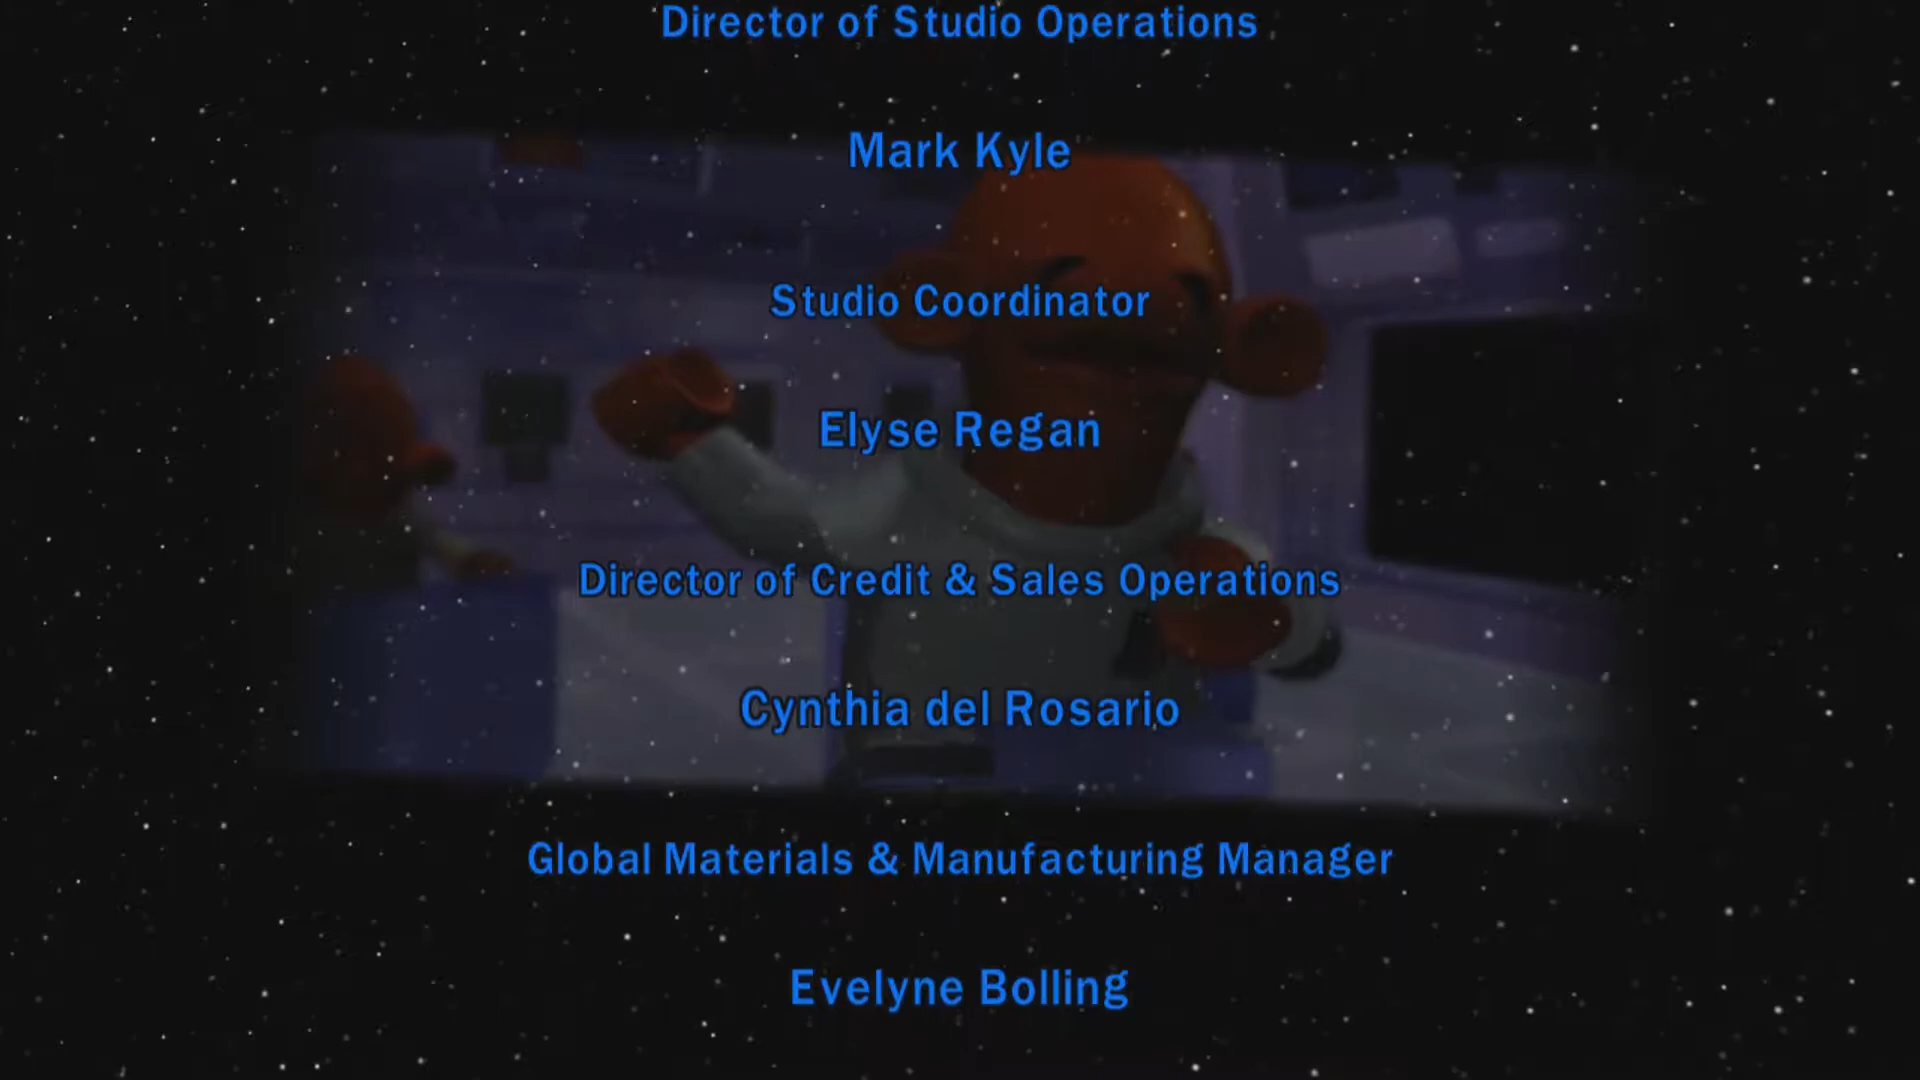 Director of Studio Operations
Mark Kyle
Studio Coordinator
Elyse Regan
Director of Credit & Sales Operations
Cynthia del Rosario
Global Materials & Manufacturing Manager
Evelyne Bolling